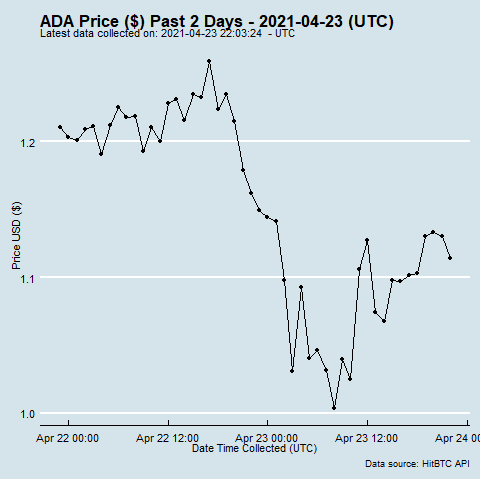 ADA Price ($) Past 2 Days - 2021-04-23 (UTC)
Latest data collected on: 2021-04-23 22:03:24 - UTC
1.2
1.1
1.0
Price USD ($)
Apr 22 00:00 Apr 22 12:00 Apr 23 00:00 Apr 23 12:00 Apr 24 00
Date Time Collected (UTC)
Data source: HitBTC API